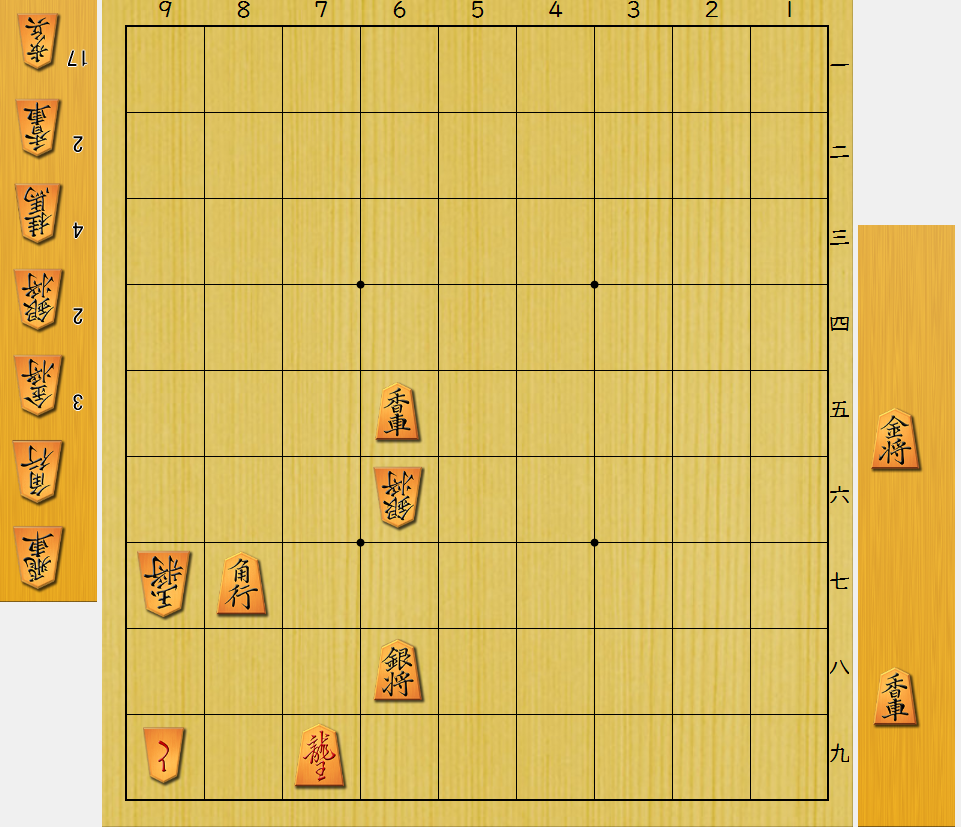 9 8 7 6 5 4 3 2 1
一
二
三
四
五
六
七
八
九
歩兵 17
香車 2
桂馬 4
銀将 2
金将 3
角行
飛車
香車
銀将
玉将 角行
銀将
と 龍王
金将
香車